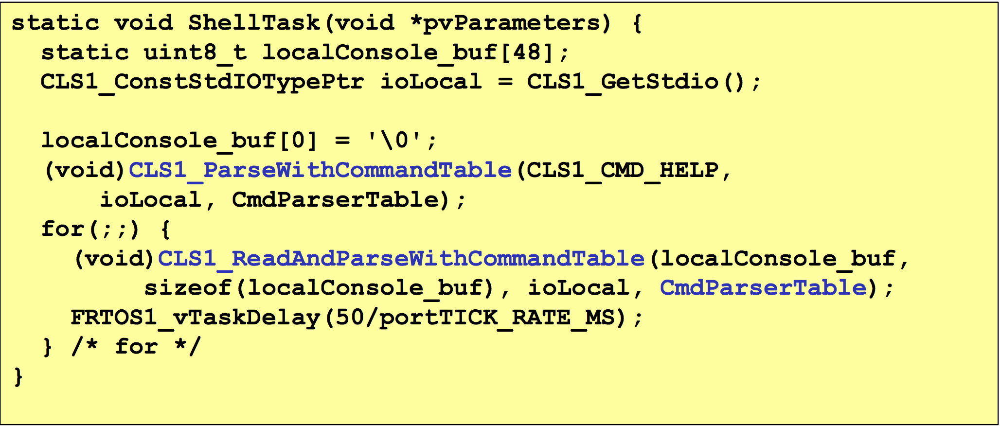 static void ShellTask(void *pvParameters) {
  static uint8_t localConsole_buf[48];
  CLS1_ConstStdIOTypePtr ioLocal = CLS1_GetStdio();

  localConsole_buf[0] = '\0';
  (void)CLS1_ParseWithCommandTable(CLS1_CMD_HELP,
      ioLocal, CmdParserTable);
  for(;;) {
    (void)CLS1_ReadAndParseWithCommandTable(localConsole_buf,
         sizeof(localConsole_buf), ioLocal, CmdParserTable);
    FRTOS1_vTaskDelay(50/portTICK_RATE_MS);
  } /* for */
}